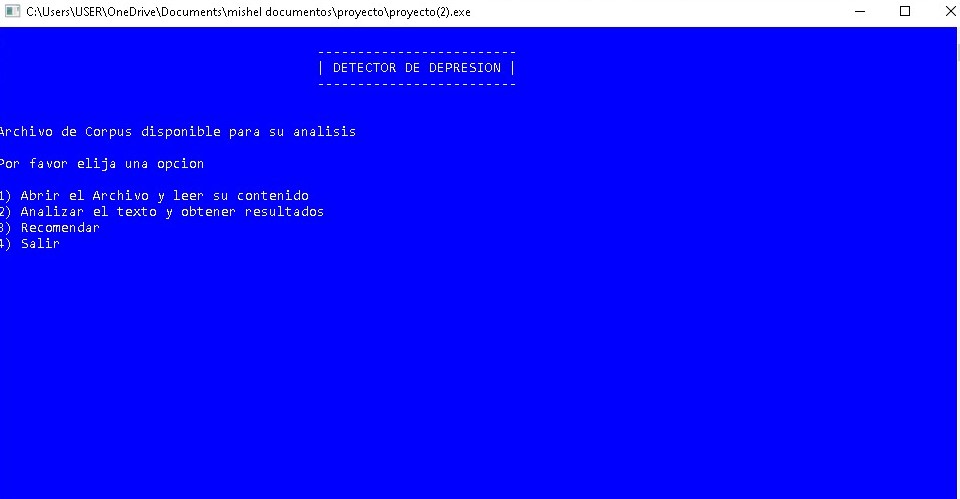 C:\Users\USER\OneDrive\Documents\mishel documentos\proyecto\proyecto(2).exe
-------------------------
| DETECTOR DE DEPRESION |
-------------------------
Archivo de Corpus disponible para su analisis
Por favor elija una opcion
1) Abrir el Archivo y leer su contenido
2) Analizar el texto y obtener resultados
3) Recomendar
4) Salir